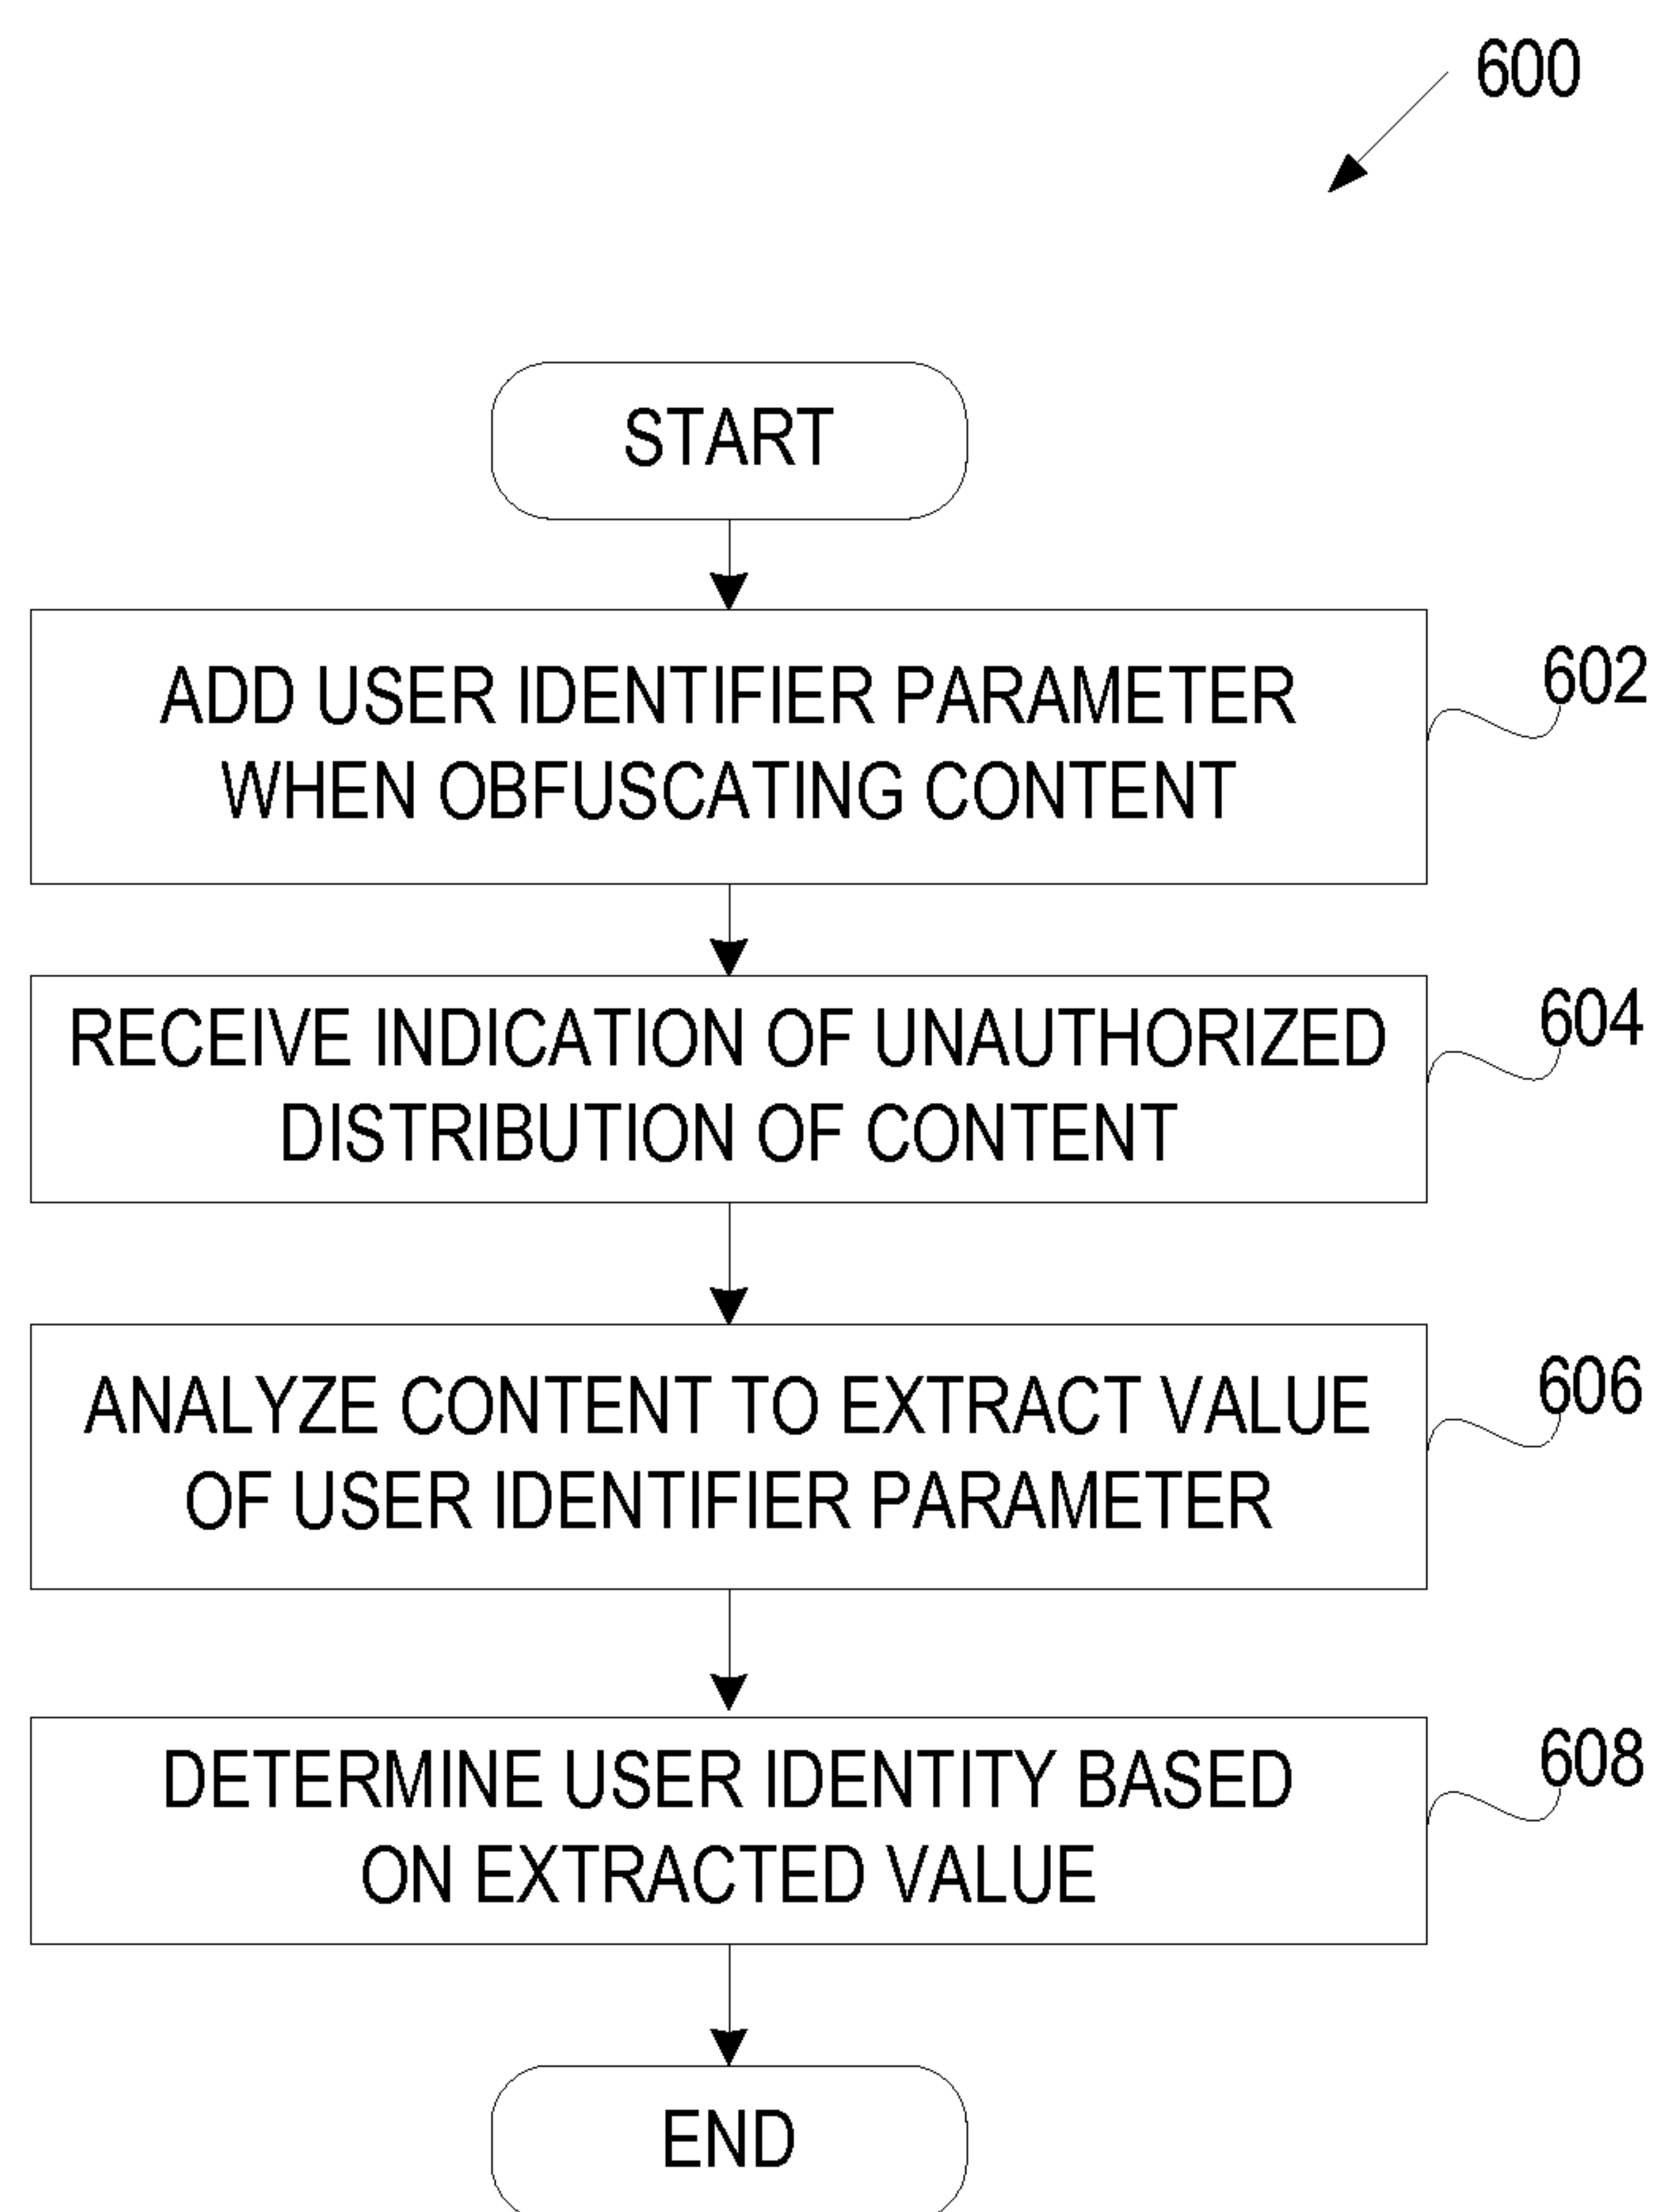 600
START
ADD USER IDENTIFIER PARAMETER
WHEN OBFUSCATING CONTENT
602
RECEIVE INDICATION OF UNAUTHORIZED
DISTRIBUTION OF CONTENT
604
ANALYZE CONTENT TO EXTRACT VALUE
OF USER IDENTIFIER PARAMETER
606
DETERMINE USER IDENTITY BASED
ON EXTRACTED VALUE
608
END